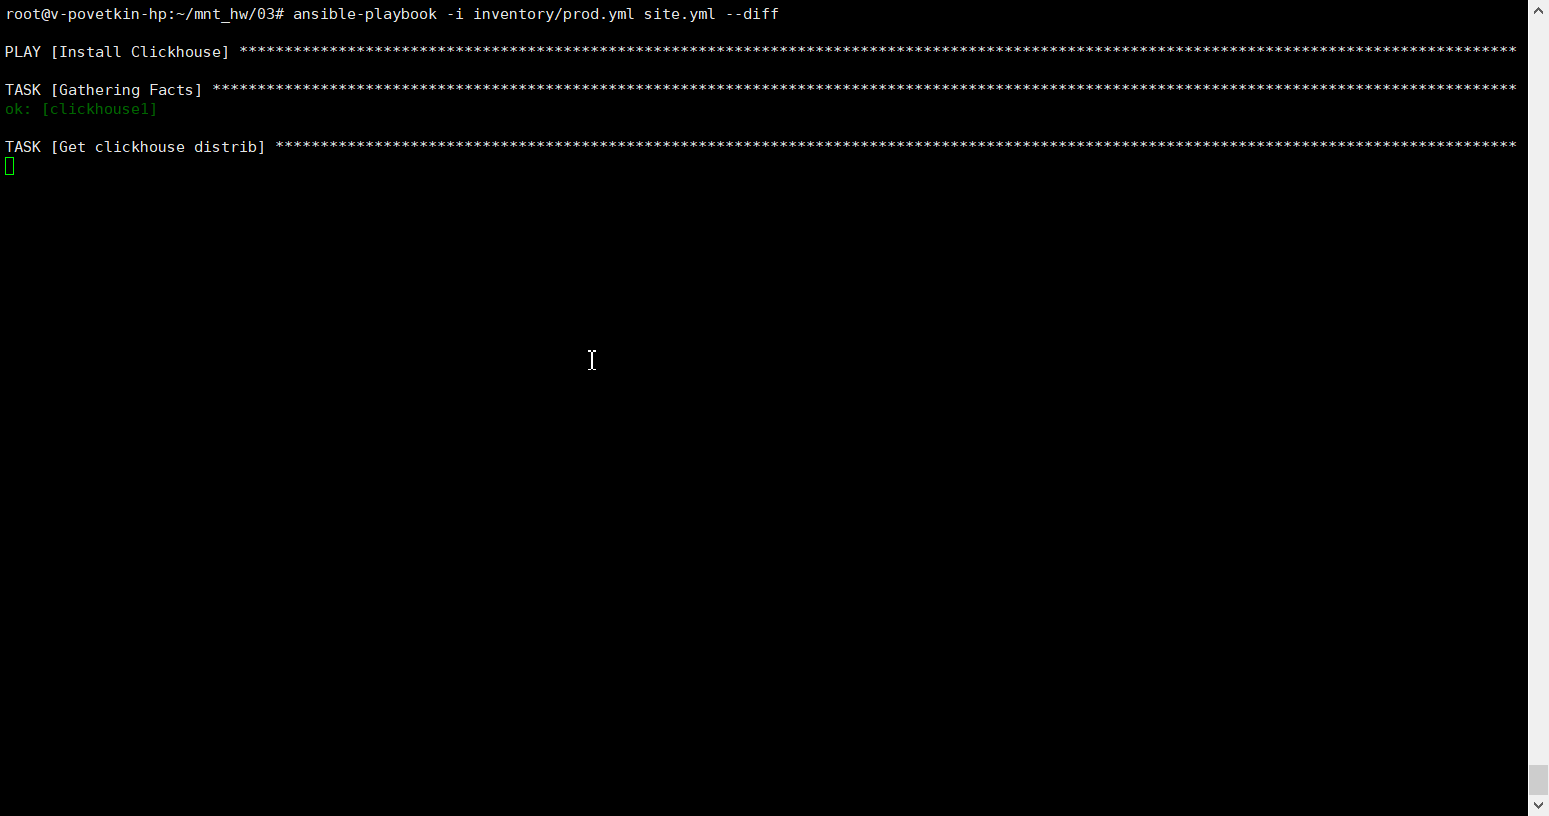 root@v-povetkin-hp:~/mnt_hw/03# ansible-playbook -i inventory/prod.yml site.yml --diff
PLAY [Install Clickhouse] **********************************************************************************************************************************************
TASK [Gathering Facts] *************************************************************************************************************************************************
ok: [clickhouse1]
TASK [Get clickhouse distrib] ******************************************************************************************************************************************